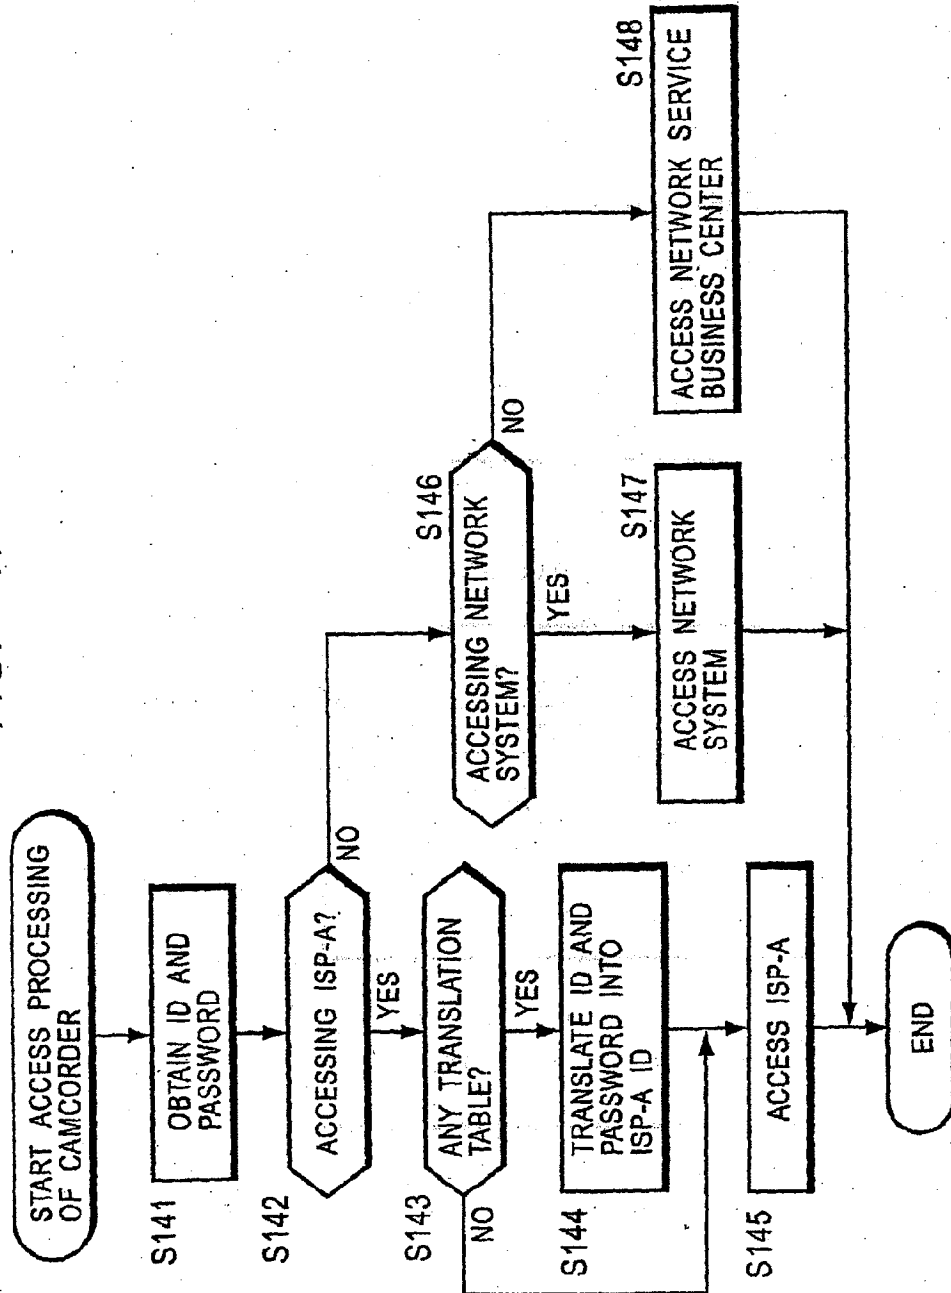 START ACCESS PROCESSING
OF CAMCORDER
S141
OBTAIN ID AND
PASSWORD
S142
ACCESSING ISP-A?
NO
YES
S143
ANY TRANSLATION
TABLE?
NO
YES
S144
TRANSLATE ID AND
PASSWORD INTO
ISP-A ID
S145
ACCESS ISP-A
S146
ACCESSING NETWORK
SYSTEM?
NO
YES
S147
ACCESS NETWORK
SYSTEM
S148
ACCESS NETWORK SERVICE
BUSINESS CENTER
END